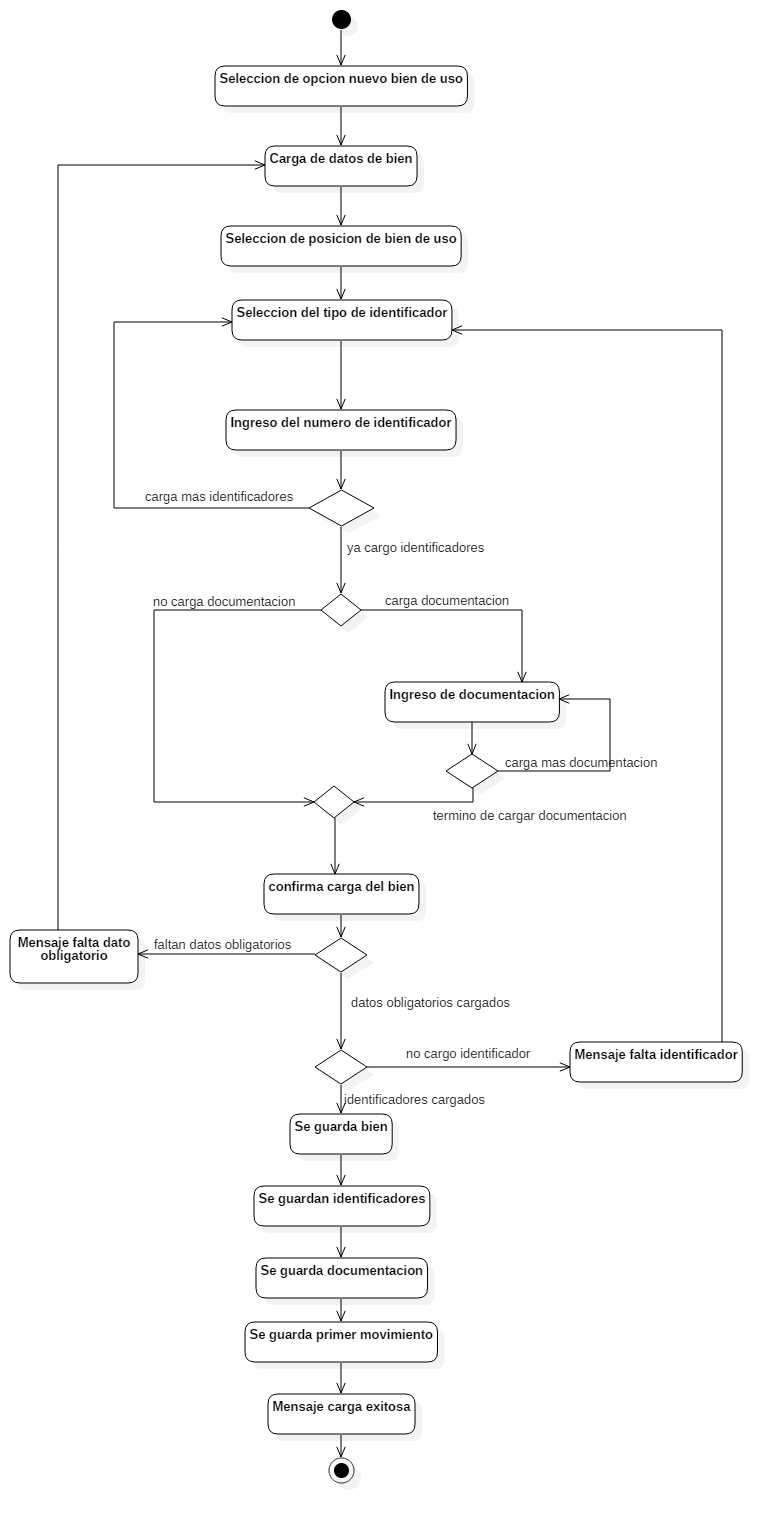 Seleccion de opcion nuevo bien de uso
Carga de datos de bien
Seleccion de posicion de bien de uso
Seleccion del tipo de identificador
Ingreso del numero de identificador
carga mas identificadores
ya cargo identificadores
no carga documentacion
carga documentacion
Ingreso de documentacion
carga mas documentacion
termino de cargar documentacion
confirma carga del bien
Mensaje falta dato
obligatorio
faltan datos obligatorios
datos obligatorios cargados
no cargo identificador
Mensaje falta identificador
identificadores cargados
Se guarda bien
Se guardan identificadores
Se guarda documentacion
Se guarda primer movimiento
Mensaje carga exitosa